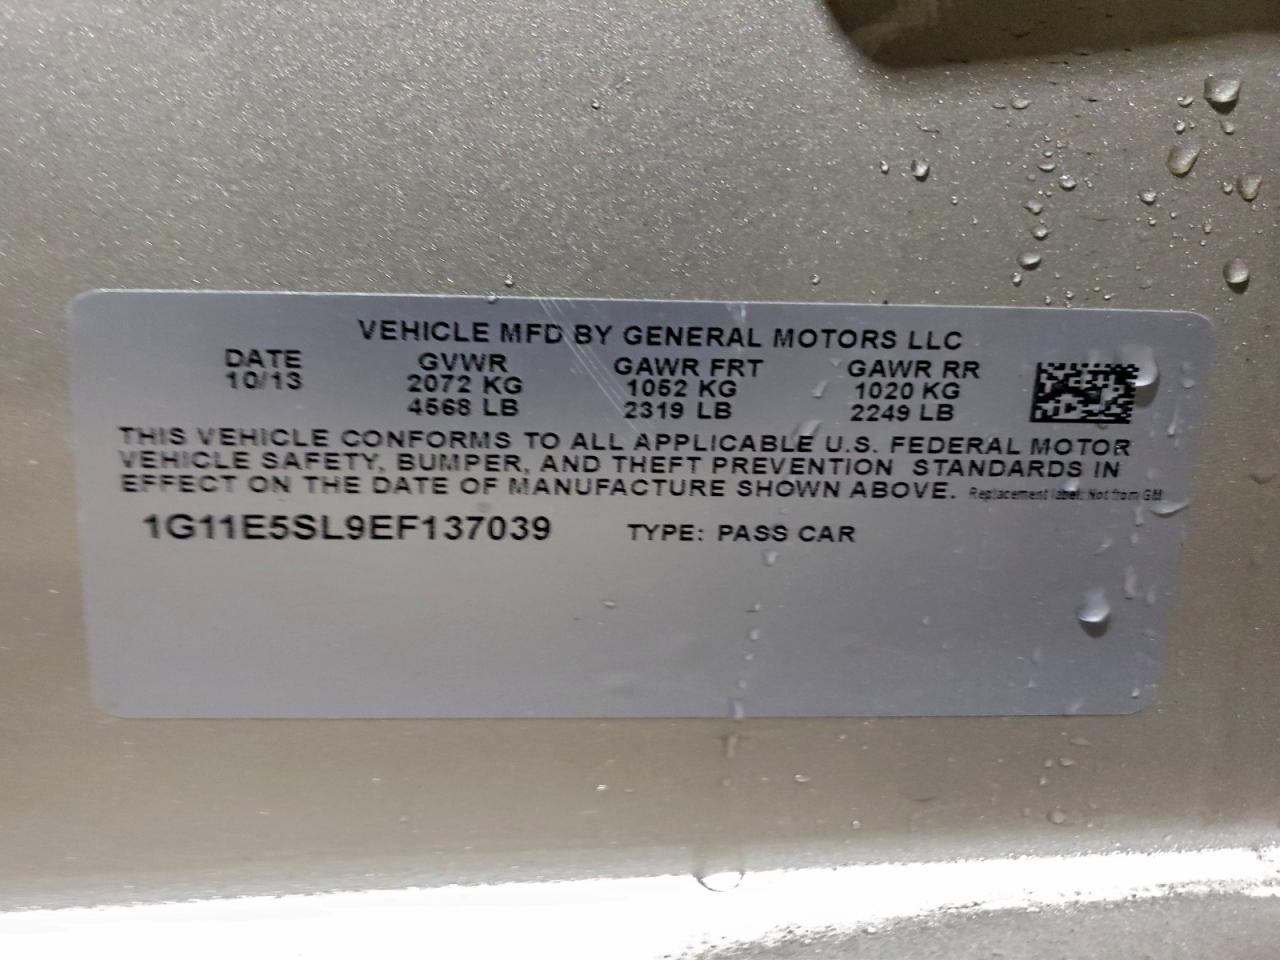 VEHICLE MFD BY GENERAL MOTORS LLC
DATE GVWR GAWR FRT GAWR RR
10/13 2072 KG 1052 KG 1020 KG
4568 LB 2319 LB 2249 LB
THIS VEHICLE CONFORMS TO ALL APPLICABLE U.S. FEDERAL MOTOR
VEHICLE SAFETY, BUMPER, AND THEFT PREVENTION STANDARDS IN
EFFECT ON THE DATE OF MANUFACTURE SHOWN ABOVE. Replacement label: Not from GM
1G11E5SL9EF137039 TYPE: PASS CAR